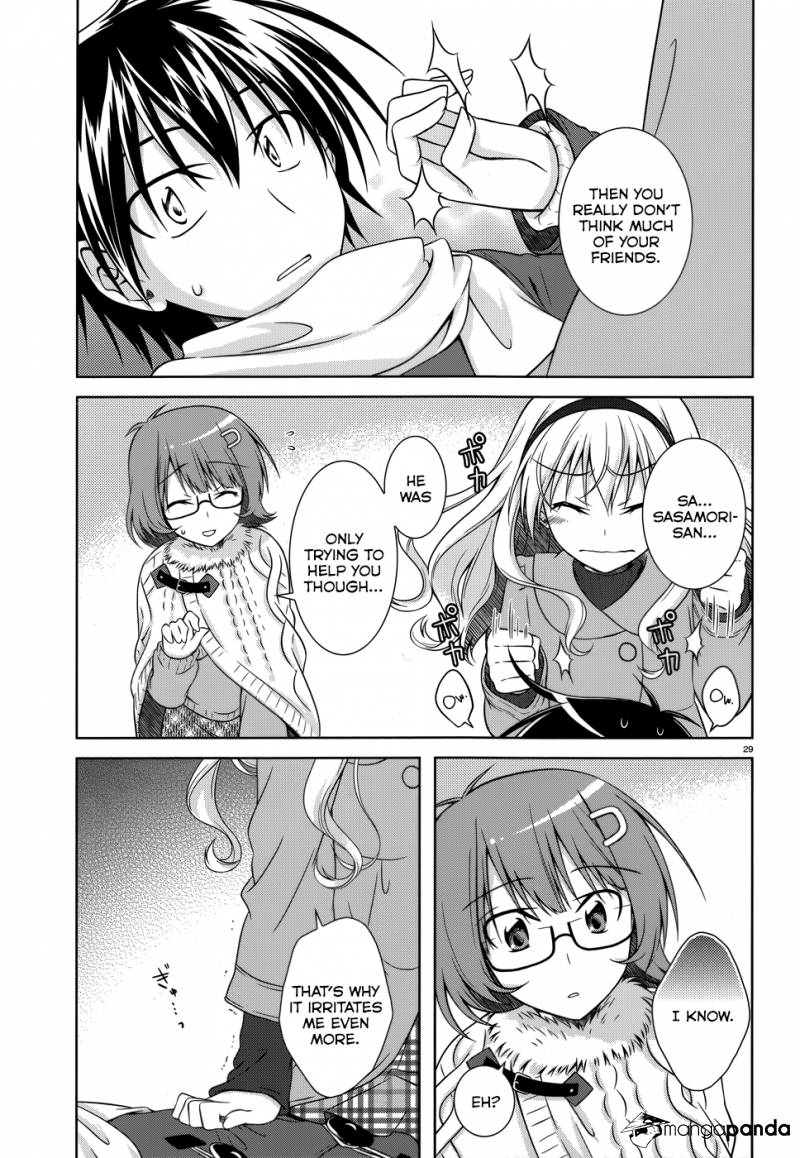 THEN YOU
REALLY DON'T
THINK MUCH
OF YOUR
FRIENDS.
SA...
SASAMORI-
SAN...
ポカ
ポカ
ポカ
HE
WAS
ONLY
TRYING TO
HELP YOU
THOUGH...
OW.
OW.
29
I KNOW.
EH?
THAT'S WHY
IT IRRITATES
ME EVEN
MORE.
ぎゅ…
mangapanda